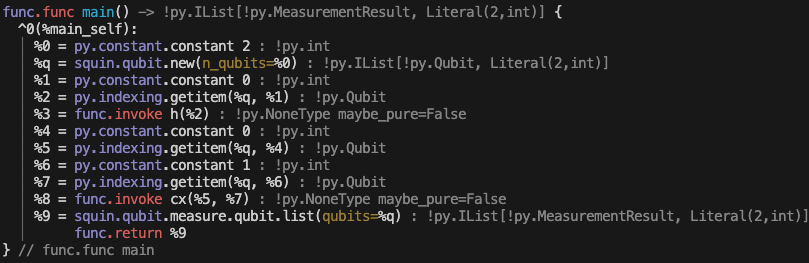 func.func main() -> !py.IList[!py.MeasurementResult, Literal(2,int)] {
  ^0(%main_self):
  │ %0 = py.constant.constant 2 : !py.int
  │ %q = squin.qubit.new(n_qubits=%0) : !py.IList[!py.Qubit, Literal(2,int)]
  │ %1 = py.constant.constant 0 : !py.int
  │ %2 = py.indexing.getitem(%q, %1) : !py.Qubit
  │ %3 = func.invoke h(%2) : !py.NoneType maybe_pure=False
  │ %4 = py.constant.constant 0 : !py.int
  │ %5 = py.indexing.getitem(%q, %4) : !py.Qubit
  │ %6 = py.constant.constant 1 : !py.int
  │ %7 = py.indexing.getitem(%q, %6) : !py.Qubit
  │ %8 = func.invoke cx(%5, %7) : !py.NoneType maybe_pure=False
  │ %9 = squin.qubit.measure.qubit.list(qubits=%q) : !py.IList[!py.MeasurementResult, Literal(2,int)]
  │      func.return %9
} // func.func main